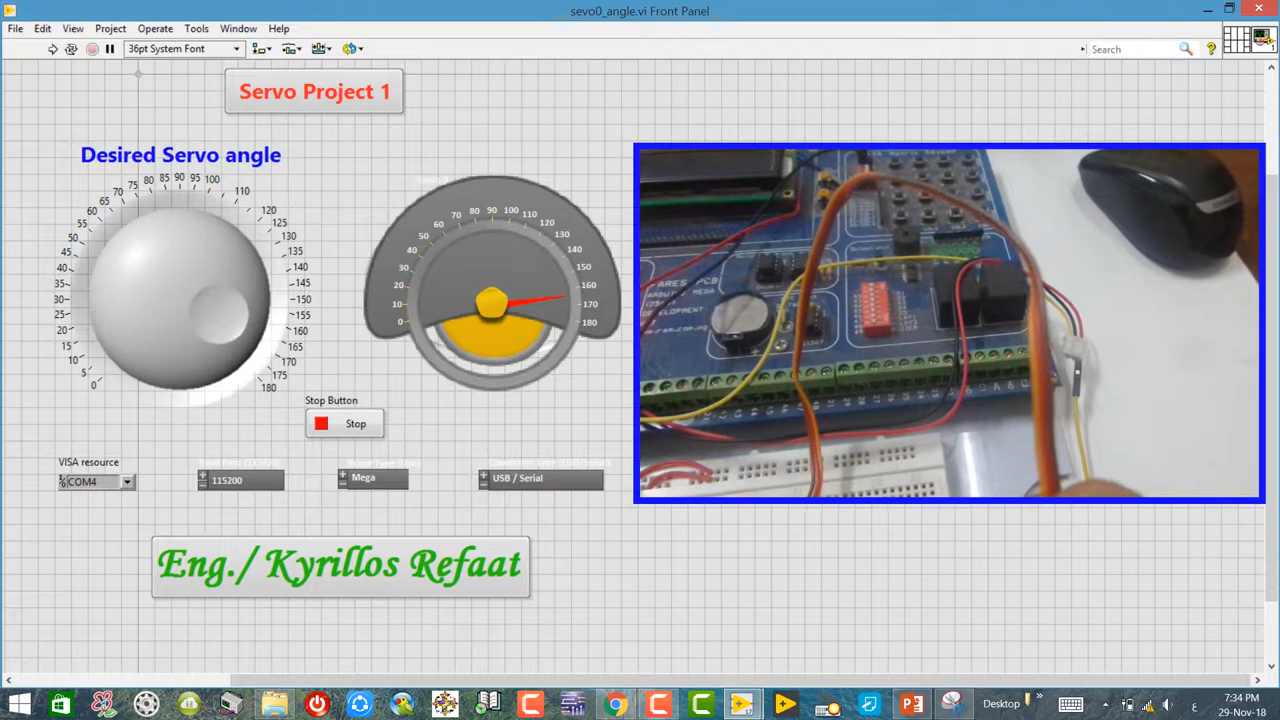 sevo0_angle.vi Front Panel
File Edit View Project Operate Tools Window Help
36pt System Font
Search
Servo Project 1
Desired Servo angle
0 5 10 15 20 25 30 35 40 45 50 55 60 65 70 75 80 85 90 95 100 110 120 125 130 135 140 145 150 155 160 165 170 175 180
0 10 20 30 40 50 60 70 80 90 100 110 120 130 140 150 160 170 180
Stop Button
Stop
VISA resource
COM4
115200
Mega
USB / Serial
Eng./ Kyrillos Refaat
Desktop
7:34 PM
29-Nov-18